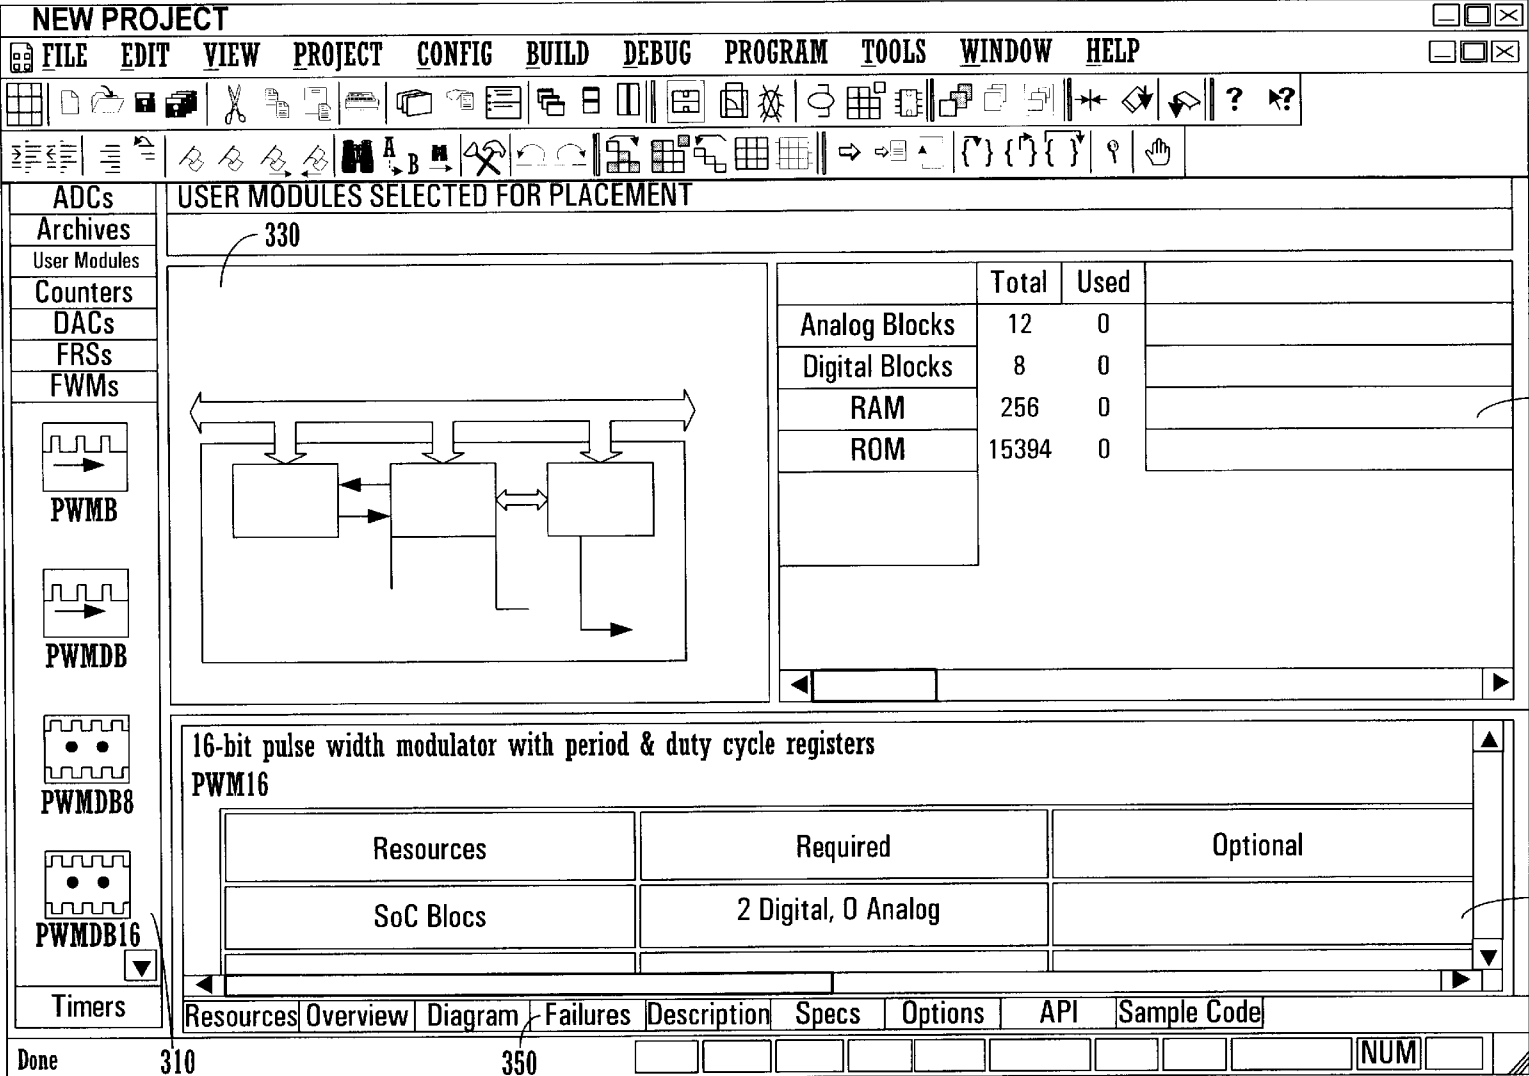 NEW PROJECT
FILE EDIT VIEW PROJECT CONFIG BUILD DEBUG PROGRAM TOOLS WINDOW HELP
? ?
A B
ADCs
Archives
User Modules
Counters
DACs
FRSs
FWMs
PWMB
PWMDB
PWMDB8
PWMDB16
Timers
USER MODULES SELECTED FOR PLACEMENT
330
Total Used
Analog Blocks 12 0
Digital Blocks 8 0
RAM 256 0
ROM 15394 0
16-bit pulse width modulator with period & duty cycle registers
PWM16
Resources Required Optional
SoC Blocs 2 Digital, 0 Analog
Resources Overview Diagram Failures Description Specs Options API Sample Code
Done 310 350 NUM